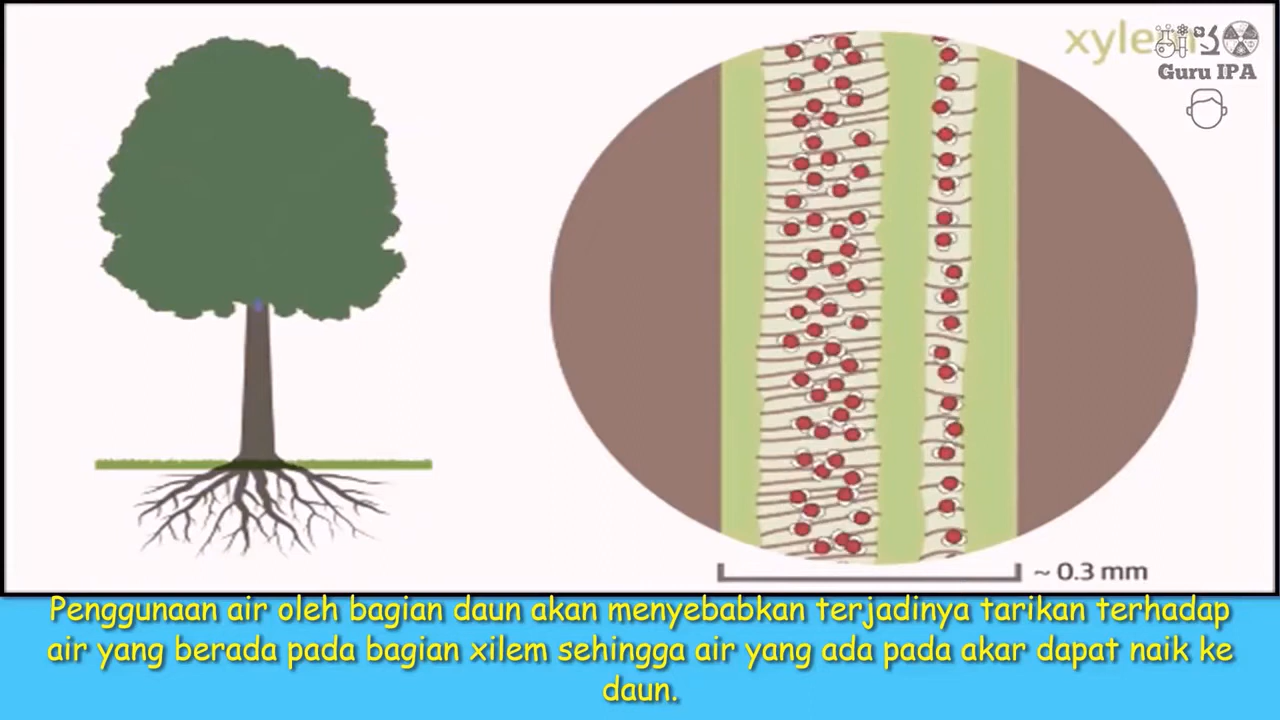 xyle
Guru IPA
~ 0.3 mm
Penggunaan air oleh bagian daun akan menyebabkan terjadinya tarikan terhadap
air yang berada pada bagian xilem sehingga air yang ada pada akar dapat naik ke
daun.